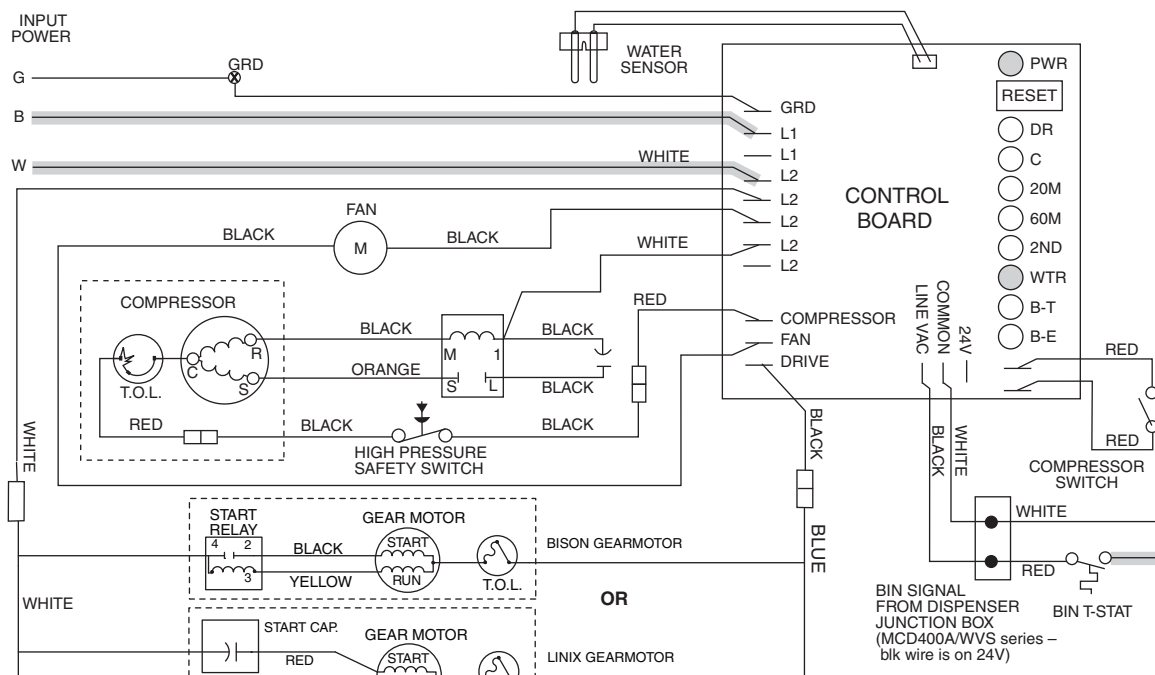 INPUT
POWER
G
GRD
B
W
WHITE
WATER
SENSOR
GRD
L1
L1
L2
L2
L2
L2
L2
CONTROL
BOARD
PWR
RESET
DR
C
20M
60M
2ND
WTR
B-T
B-E
FAN
M
BLACK
BLACK
WHITE
COMPRESSOR
R
C
S
T.O.L.
BLACK
ORANGE
M
1
S
L
BLACK
BLACK
RED
COMPRESSOR
FAN
DRIVE
LINE VAC
COMMON
24V
RED
RED
COMPRESSOR
SWITCH
RED
BLACK
BLACK
HIGH PRESSURE
SAFETY SWITCH
WHITE
BLACK
BLACK
WHITE
WHITE
RED
BIN T-STAT
BIN SIGNAL
FROM DISPENSER
JUNCTION BOX
(MCD400A/WVS series –
blk wire is on 24V)
START
RELAY
4
2
3
GEAR MOTOR
START
RUN
BLACK
YELLOW
T.O.L.
BISON GEARMOTOR
BLUE
OR
WHITE
START CAP.
RED
GEAR MOTOR
START
LINIX GEARMOTOR